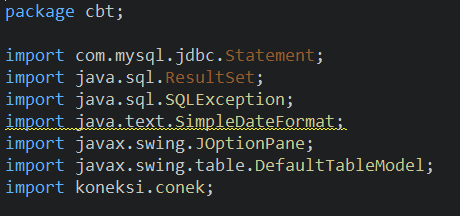 package cbt;
import com.mysql.jdbc.Statement;
import java.sql.ResultSet;
import java.sql.SQLException;
import java.text.SimpleDateFormat;
import javax.swing.JOptionPane;
import javax.swing.table.DefaultTableModel;
import koneksi.conek;